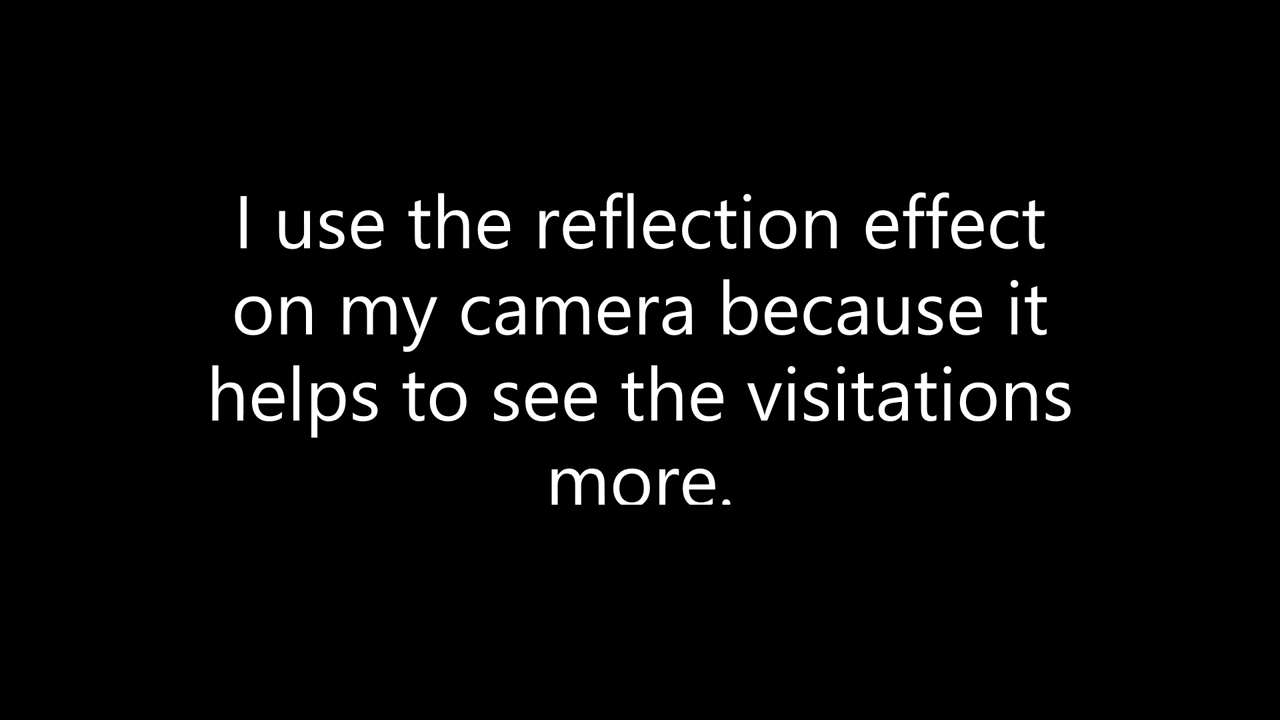 I use the reflection effect
on my camera because it
helps to see the visitations
more.